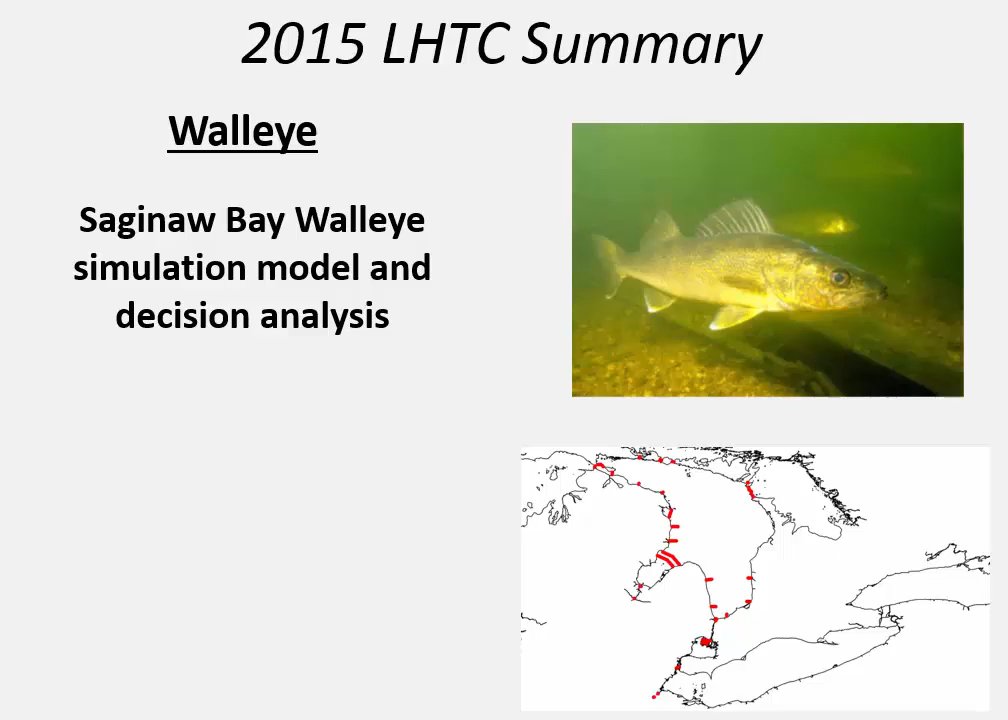 2015 LHTC Summary
Walleye
Saginaw Bay Walleye
simulation model and
decision analysis